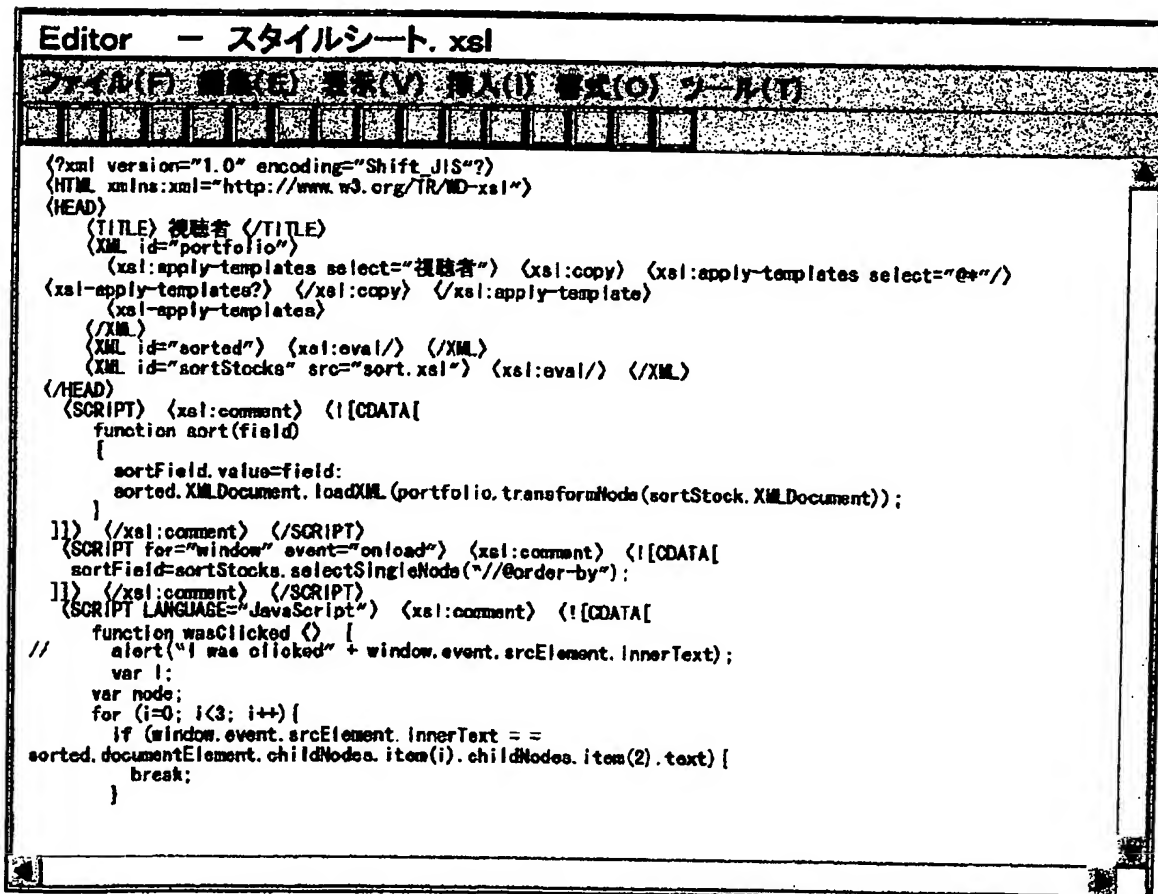 Editor － スタイルシート. xsl
ファイル(F) 編集(E) 表示(V) 挿入(I) 書式(O) ツール(T)
〈?xml version="1.0" encoding="Shift_JIS"?〉
〈HTML xmlns:xml="http://www.w3.org/TR/WD-xsl"〉
〈HEAD〉
〈TITLE〉 視聴者 〈/TITLE〉
〈XML id="portfolio"〉
〈xsl:apply-templates select="視聴者"〉 〈xsl:copy〉 〈xsl:apply-templates select="@*"/〉
〈xsl-apply-templates?〉 〈/xsl:copy〉 〈/xsl:apply-template〉
〈xsl-apply-templates〉
〈/XML〉
〈XML id="sorted"〉 〈xsl:eval/〉 〈/XML〉
〈XML id="sortStocks" src="sort.xsl"〉 〈xsl:eval/〉 〈/XML〉
〈/HEAD〉
〈SCRIPT〉 〈xsl:comment〉 〈![CDATA[
function sort(field)
{
sortField.value=field:
sorted.XMLDocument.loadXML(portfolio.transformNode(sortStock.XMLDocument));
}
]]〉 〈/xsl:comment〉 〈/SCRIPT〉
〈SCRIPT for="window" event="onload"〉 〈xsl:comment〉 〈![CDATA[
sortField=sortStocks.selectSingleNode("//@order-by");
]]〉 〈/xsl:comment〉 〈/SCRIPT〉
〈SCRIPT LANGUAGE="JavaScript"〉 〈xsl:comment〉 〈![CDATA[
function wasClicked 〈〉 {
// alert("I was clicked" + window.event.srcElement.innerText);
var i;
var node;
for (i=0; i〈3; i++){
if (window.event.srcElement.innerText = =
sorted.documentElement.childNodes.item(i).childNodes.item(2).text){
break;
}